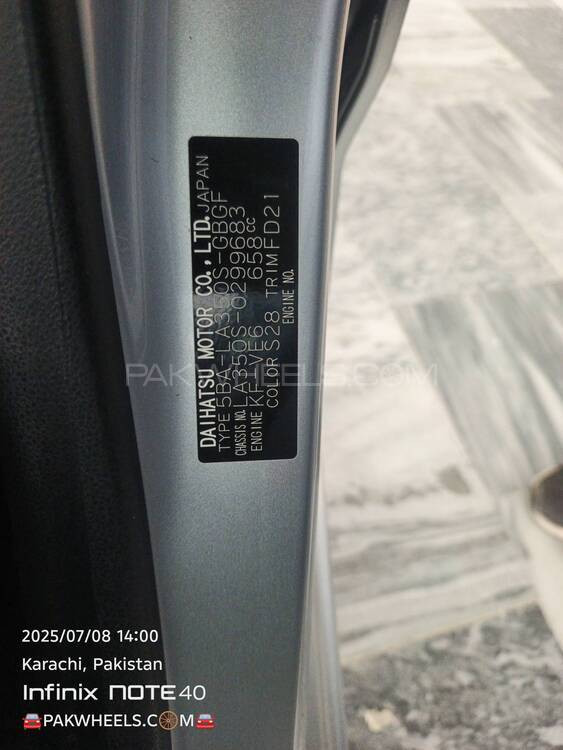 DAIHATSU MOTOR CO., LTD. JAPAN
TYPE 5BA-LA350S-GBGF
CHASSIS NO. LA350S-0299683
ENGINE KF-VE6 658cc
COLOR S28 TRIM FD21
ENGINE NO.
PAKWHEELS.COM
2025/07/08 14:00
Karachi, Pakistan
Infinix NOTE 40
🚘PAKWHEELS.C🛞M🚘